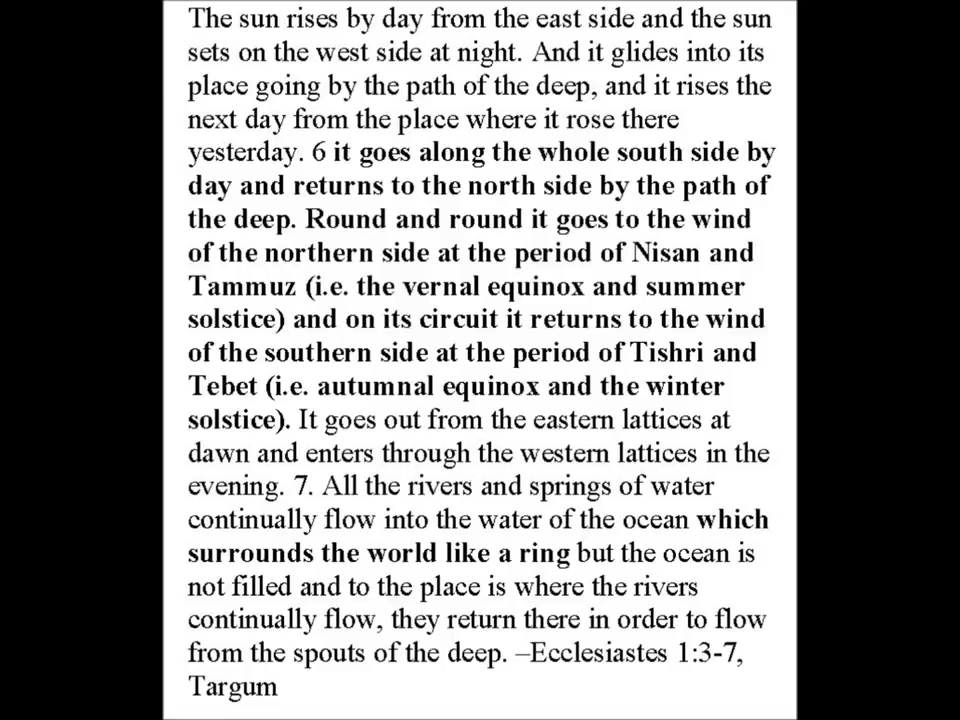 The sun rises by day from the east side and the sun
sets on the west side at night. And it glides into its
place going by the path of the deep, and it rises the
next day from the place where it rose there
yesterday. 6 it goes along the whole south side by
day and returns to the north side by the path of
the deep. Round and round it goes to the wind
of the northern side at the period of Nisan and
Tammuz (i.e. the vernal equinox and summer
solstice) and on its circuit it returns to the wind
of the southern side at the period of Tishri and
Tebet (i.e. autumnal equinox and the winter
solstice). It goes out from the eastern lattices at
dawn and enters through the western lattices in the
evening. 7. All the rivers and springs of water
continually flow into the water of the ocean which
surrounds the world like a ring but the ocean is
not filled and to the place is where the rivers
continually flow, they return there in order to flow
from the spouts of the deep. –Ecclesiastes 1:3-7,
Targum